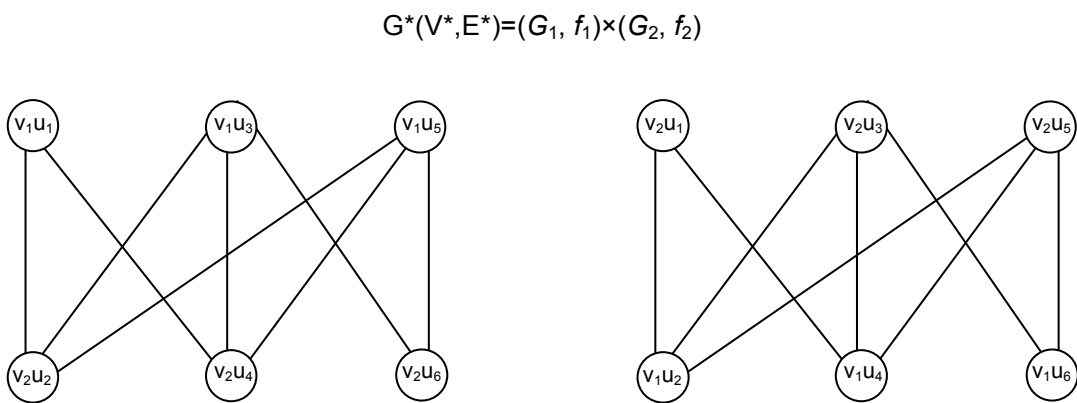 G*(V*,E*)=(G₁, f₁)×(G₂, f₂)
v₁u₁ v₁u₃ v₁u₅ v₂u₁ v₂u₃ v₂u₅
v₂u₂ v₂u₄ v₂u₆ v₁u₂ v₁u₄ v₁u₆